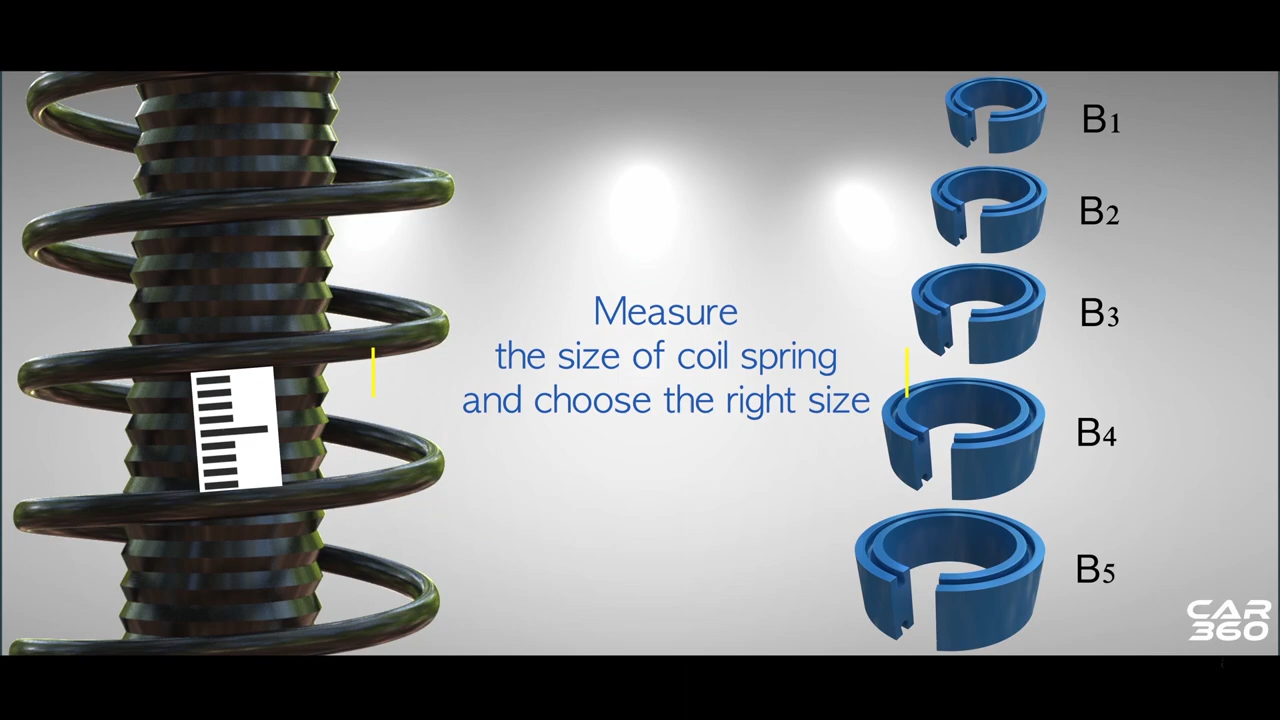 Measure
the size of coil spring
and choose the right size
B1
B2
B3
B4
B5
CAR
360